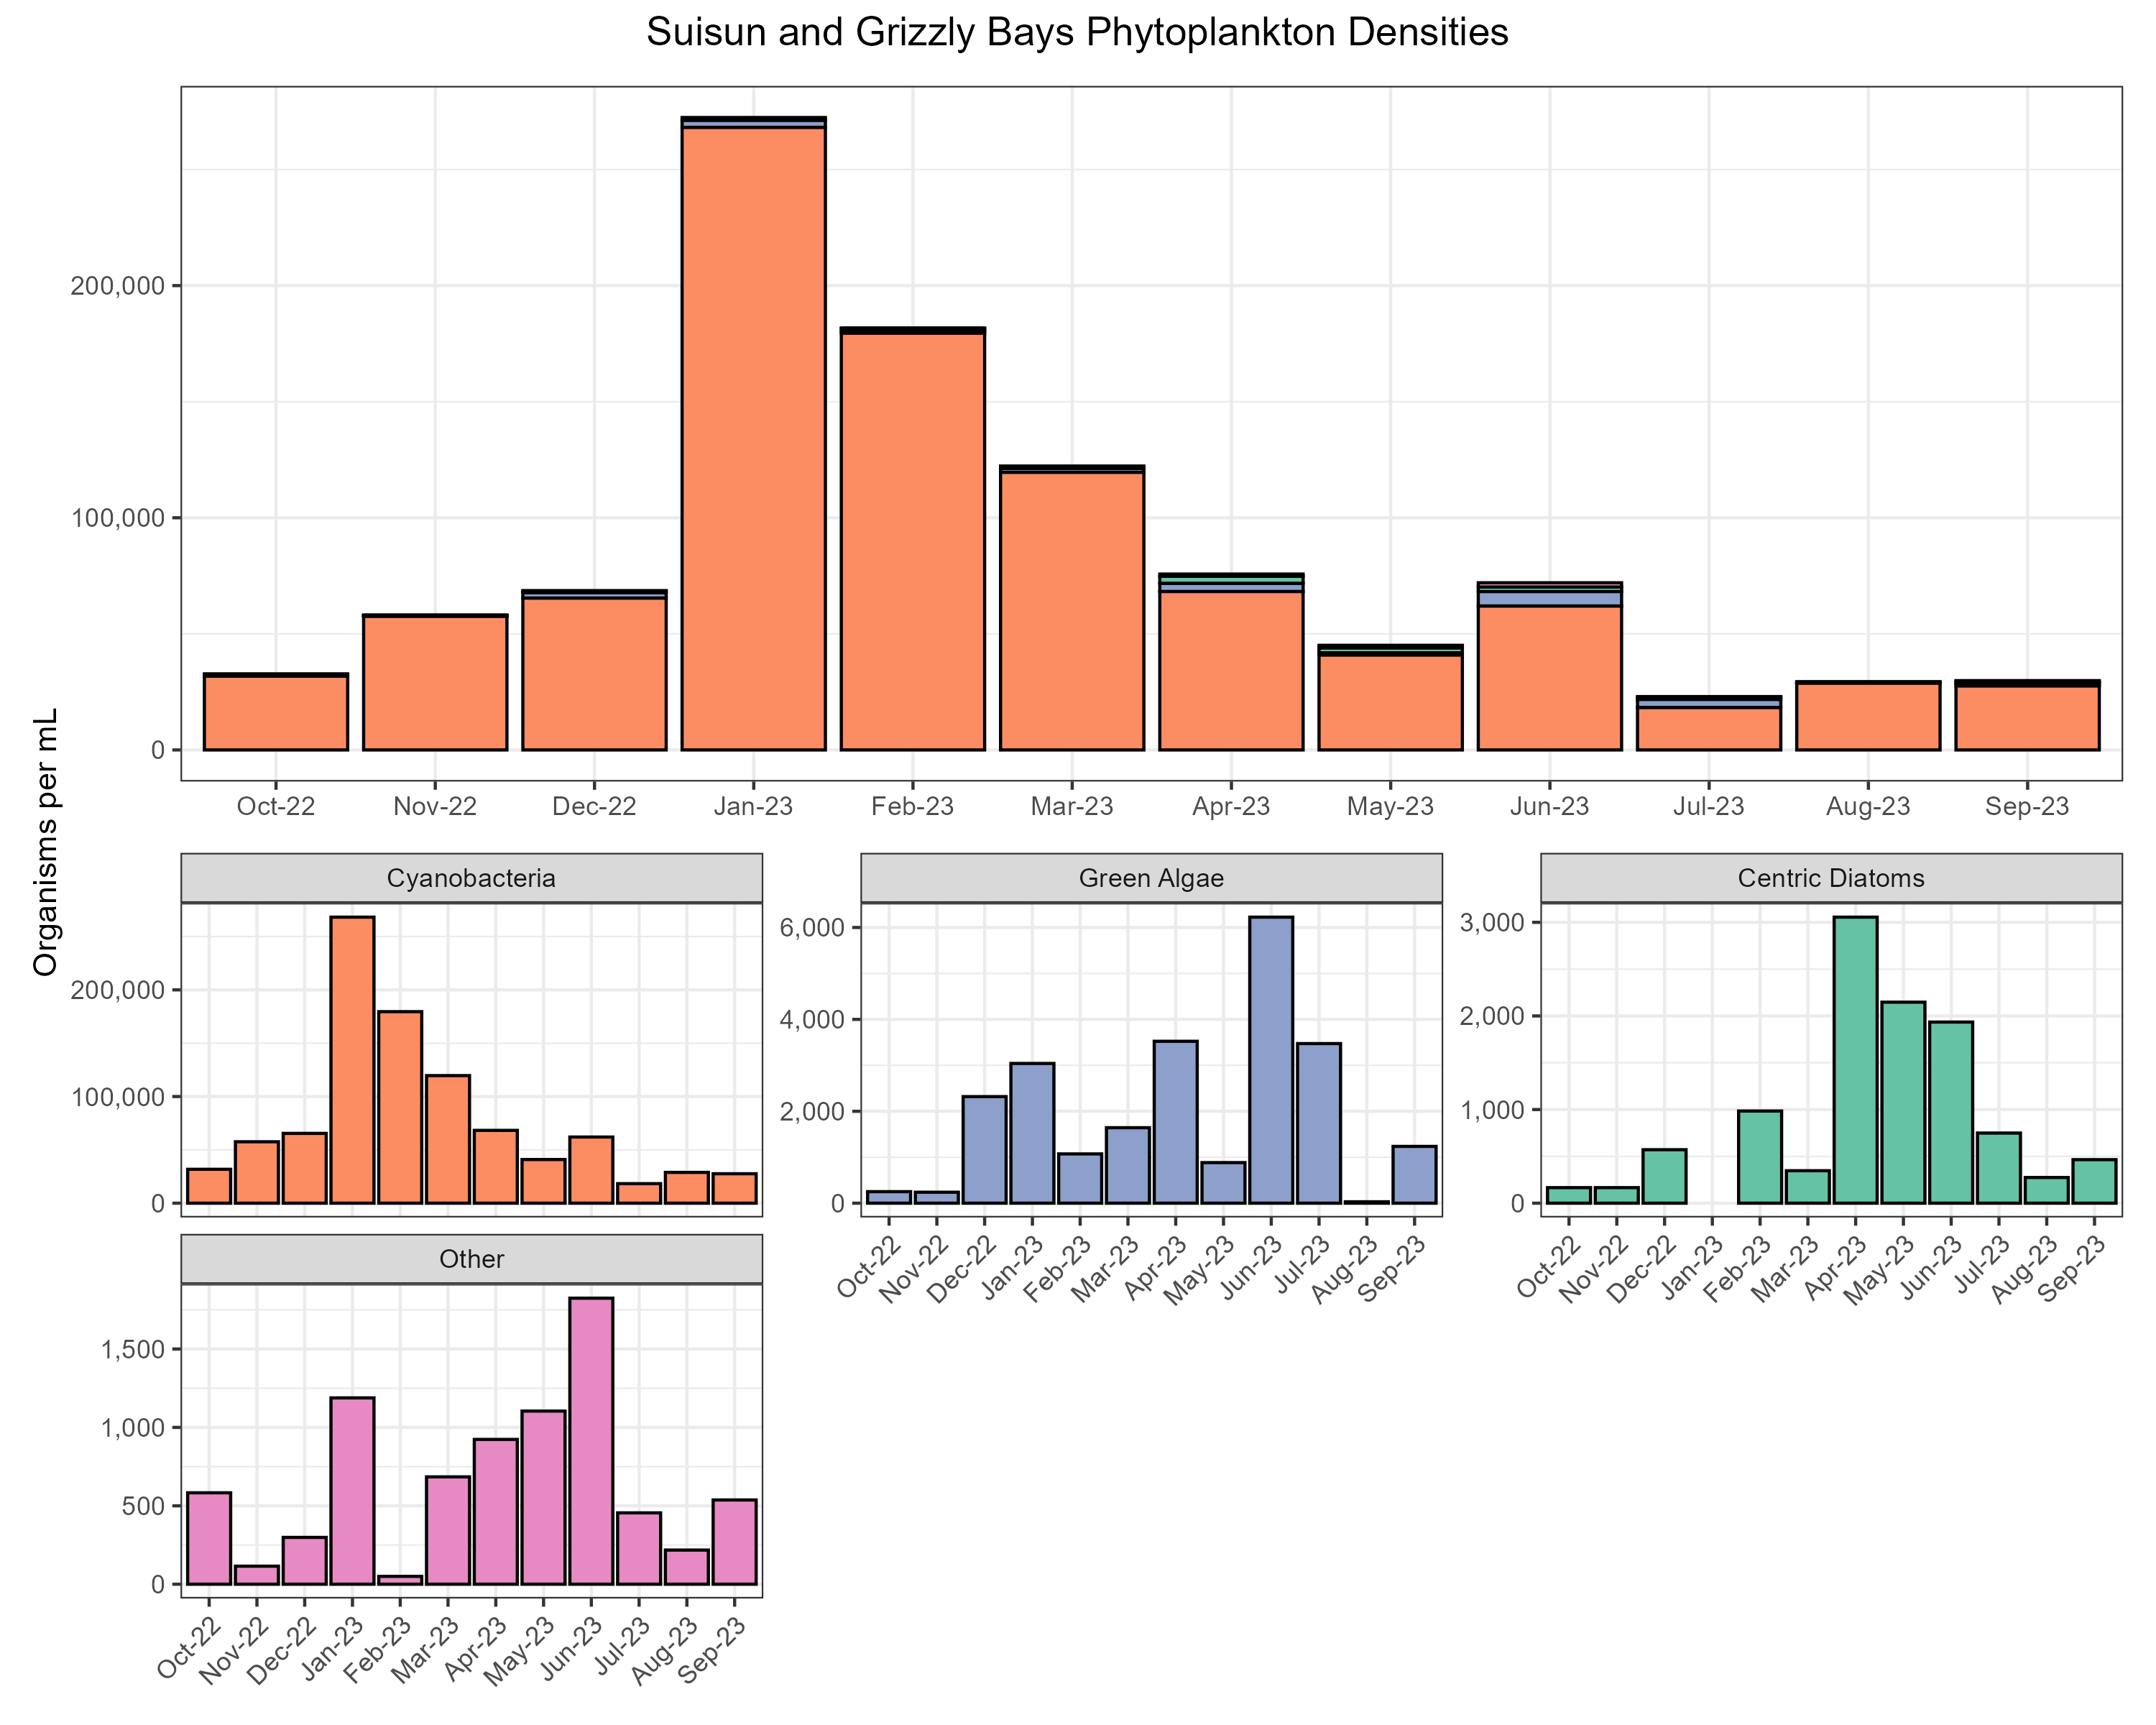 Suisun and Grizzly Bays Phytoplankton Densities
Organisms per mL
200,000
100,000
0
Oct-22 Nov-22 Dec-22 Jan-23 Feb-23 Mar-23 Apr-23 May-23 Jun-23 Jul-23 Aug-23 Sep-23
Cyanobacteria
200,000
100,000
0
Green Algae
6,000
4,000
2,000
0
Oct-22 Nov-22 Dec-22 Jan-23 Feb-23 Mar-23 Apr-23 May-23 Jun-23 Jul-23 Aug-23 Sep-23
Centric Diatoms
3,000
2,000
1,000
0
Oct-22 Nov-22 Dec-22 Jan-23 Feb-23 Mar-23 Apr-23 May-23 Jun-23 Jul-23 Aug-23 Sep-23
Other
1,500
1,000
500
0
Oct-22 Nov-22 Dec-22 Jan-23 Feb-23 Mar-23 Apr-23 May-23 Jun-23 Jul-23 Aug-23 Sep-23